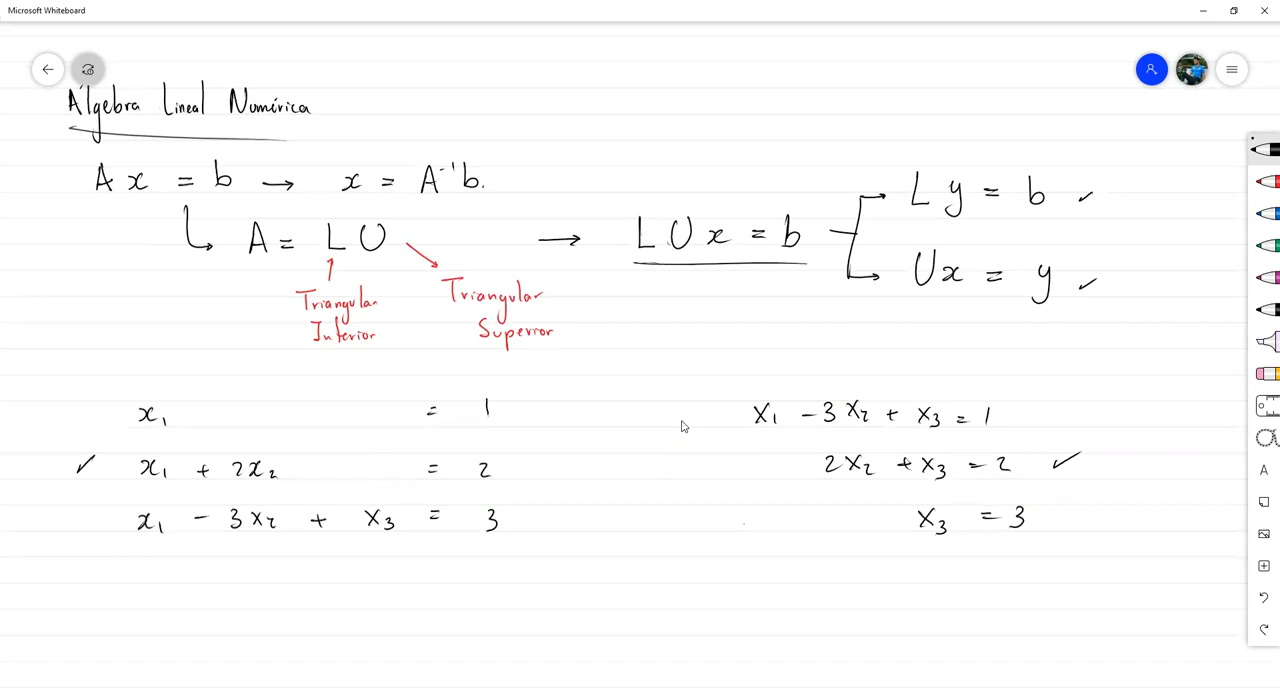 Microsoft Whiteboard
Álgebra Lineal Numérica
A x = b → x = A⁻¹b.
A = L U → L U x = b
L y = b ✓
U x = y ✓
Triangular
Inferior
Triangular
Superior
x₁ = 1
✓ x₁ + 2x₂ = 2
x₁ - 3x₂ + x₃ = 3
x₁ - 3x₂ + x₃ = 1
2x₂ + x₃ = 2 ✓
x₃ = 3
A